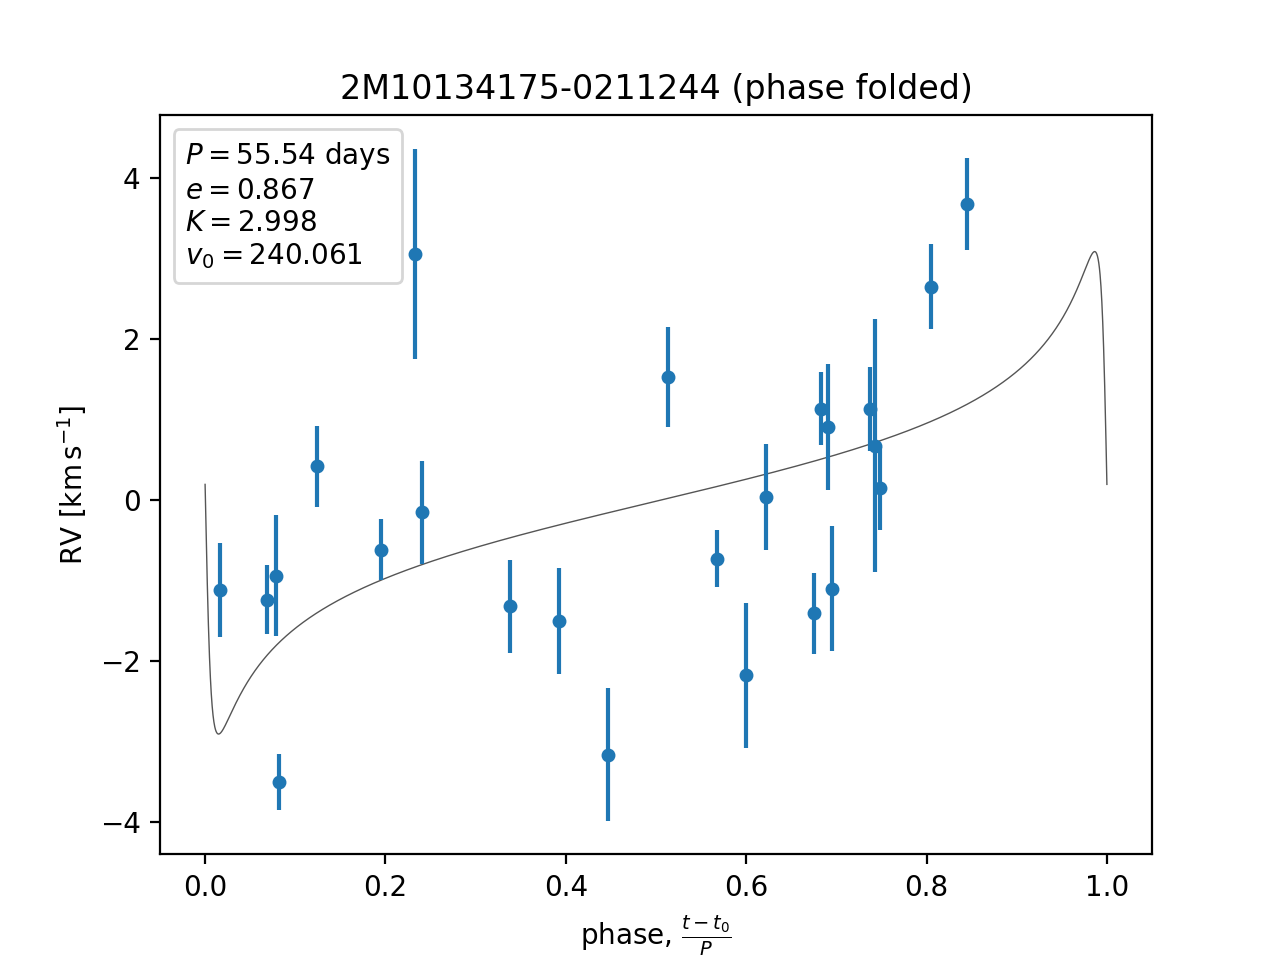 2M10134175-0211244 (phase folded)
P = 55.54 days
e = 0.867
K = 2.998
v₀ = 240.061
4
2
0
−2
−4
RV [km s⁻¹]
0.0 0.2 0.4 0.6 0.8 1.0
phase, (t − t₀)/P